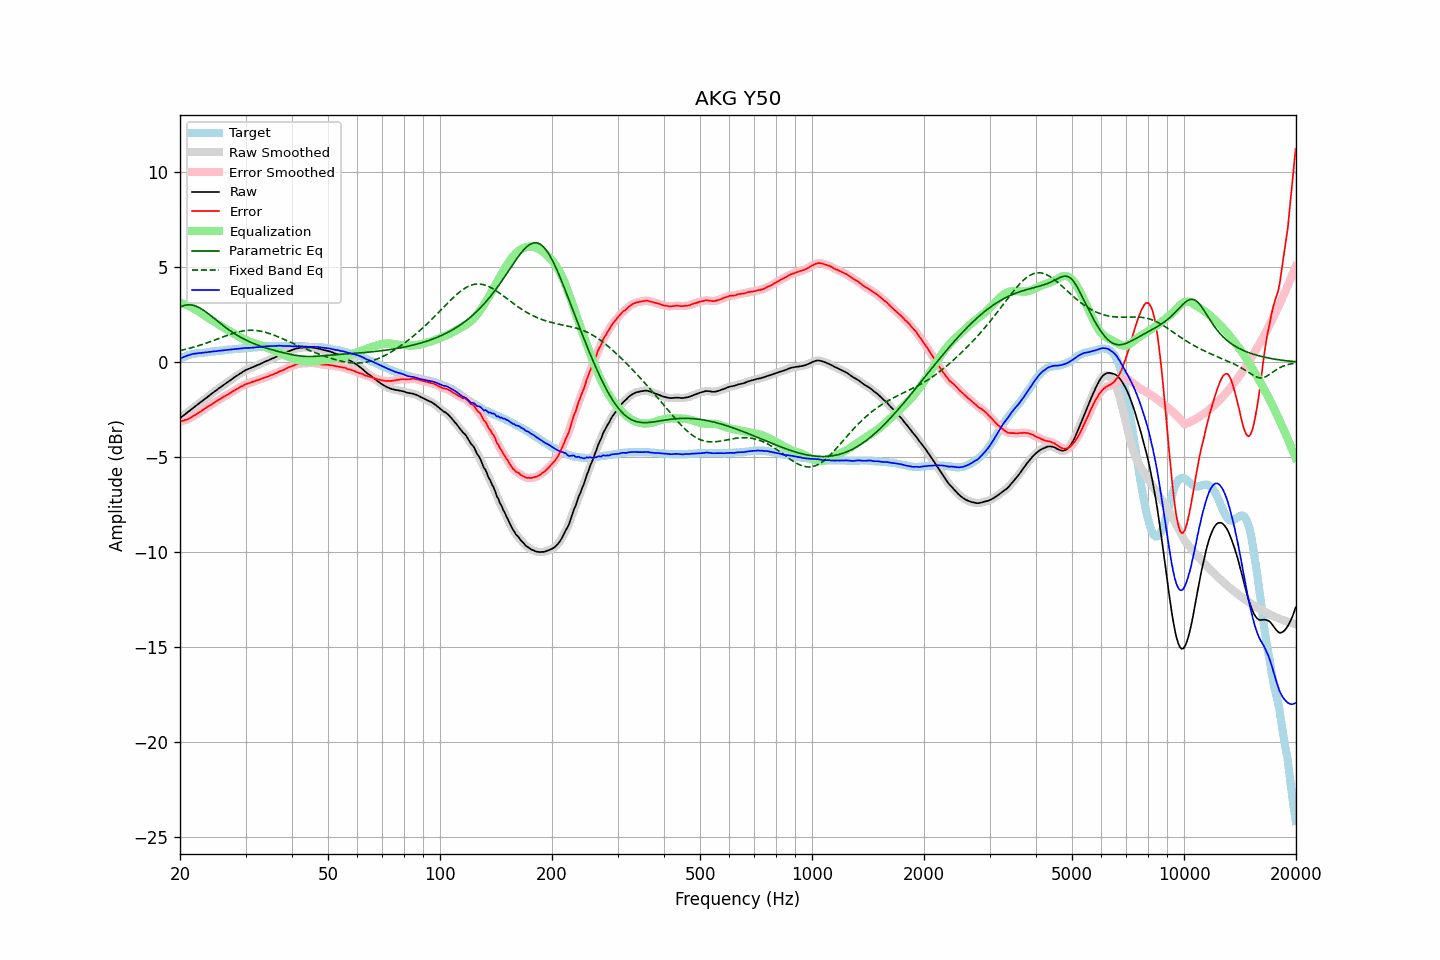 AKG Y50
Target
Raw Smoothed
Error Smoothed
Raw
Error
Equalization
Parametric Eq
Fixed Band Eq
Equalized
Amplitude (dBr)
10
5
0
−5
−10
−15
−20
−25
20 50 100 200 500 1000 2000 5000 10000 20000
Frequency (Hz)